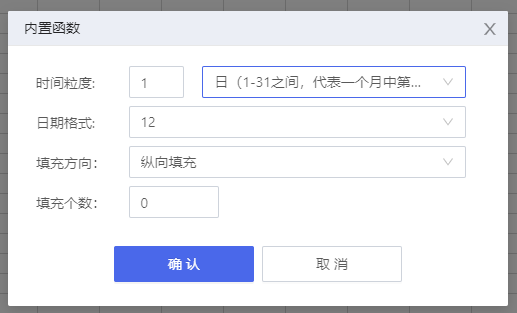 内置函数 X
时间粒度: 1 日（1-31之间，代表一个月中第...
日期格式: 12
填充方向: 纵向填充
填充个数: 0
确 认 取 消